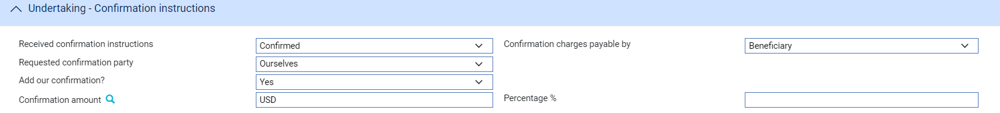 Undertaking - Confirmation instructions
Received confirmation instructions Confirmed Confirmation charges payable by Beneficiary
Requested confirmation party Ourselves
Add our confirmation? Yes
Confirmation amount USD Percentage %